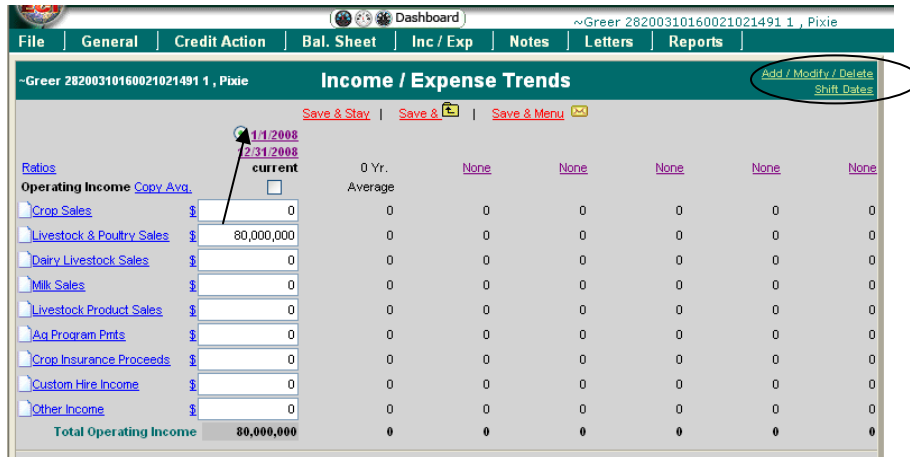 ECI
Dashboard
~Greer 28200310160021021491 1 , Pixie
File | General | Credit Action | Bal. Sheet | Inc / Exp | Notes | Letters | Reports |
~Greer 28200310160021021491 1 , Pixie Income / Expense Trends Add / Modify / Delete
Shift Dates
Save & Stay | Save & | Save & Menu
1/1/2008
12/31/2008
Ratios current 0 Yr. None None None None None
Operating Income Copy Avg. Average
Crop Sales $ 0 0 0 0 0 0 0
Livestock & Poultry Sales $ 80,000,000 0 0 0 0 0 0
Dairy Livestock Sales $ 0 0 0 0 0 0 0
Milk Sales $ 0 0 0 0 0 0 0
Livestock Product Sales $ 0 0 0 0 0 0 0
Ag Program Pmts $ 0 0 0 0 0 0 0
Crop Insurance Proceeds $ 0 0 0 0 0 0 0
Custom Hire Income $ 0 0 0 0 0 0 0
Other Income $ 0 0 0 0 0 0 0
Total Operating Income 80,000,000 0 0 0 0 0 0